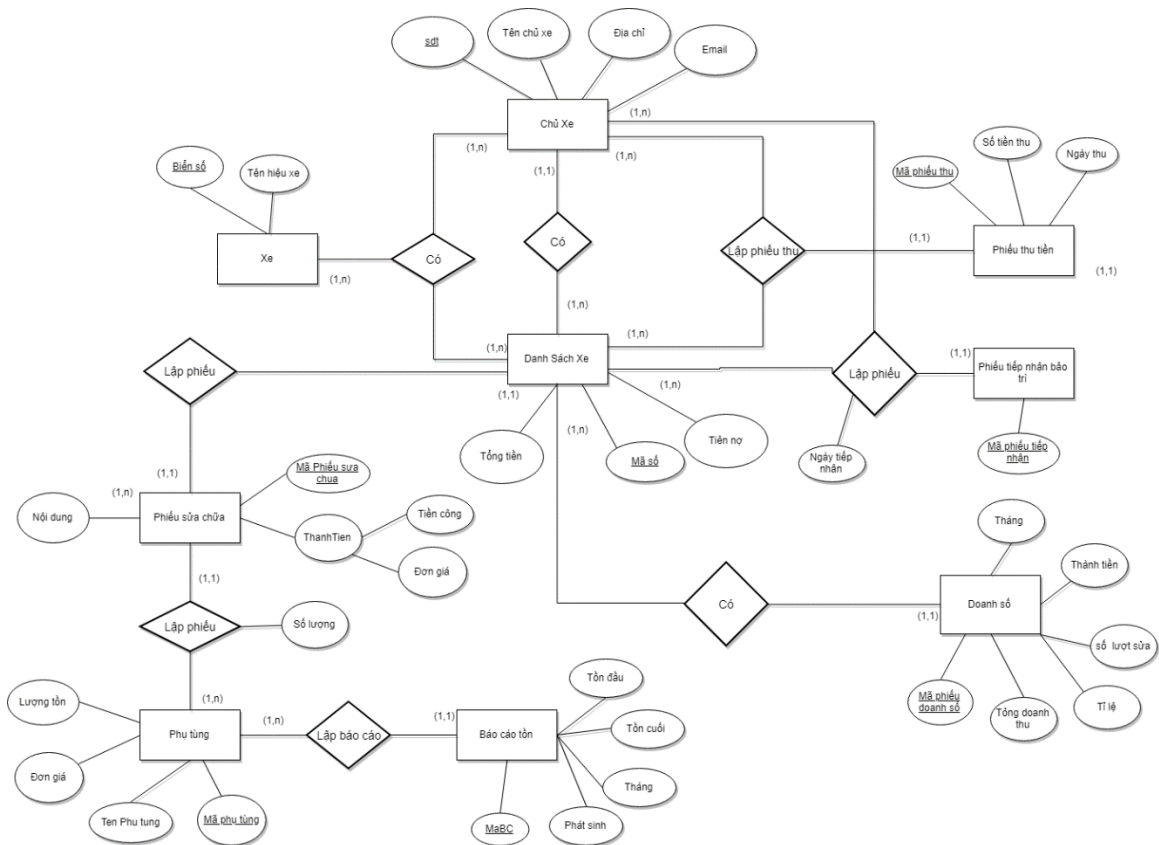 sdt
Tên chủ xe
Địa chỉ
Email
(1,n)
Chủ Xe
(1,n)
(1,1)
(1,n)
Biển số
Tên hiệu xe
Số tiền thu
Ngáy thu
Mã phiếu thu
Xe
Có
Có
Lập phiếu thu
(1,1)
Phiếu thu tiền
(1,n)
(1,1)
(1,n)
(1,n)
(1,n)
Danh Sách Xe
Lập phiếu
(1,1)
(1,n)
Lập phiếu
(1,1)
Phiếu tiếp nhận bảo
trì
(1,n)
Tổng tiền
Mã số
Tiên nợ
Ngáy tiếp
nhân
Mã phiếu tiếp
nhận
(1,1)
(1,n)
Mã Phiếu sưa
chua
Nội dung
Phiếu sửa chữa
ThanhTien
Tiền công
Đơn giá
(1,1)
Lập phiếu
Số lượng
Tháng
Thánh tiền
Có
Doanh số
(1,1)
số lượt sửa
Mã phiếu
doanh số
Tông doanh
thu
Tỉ lệ
Lượng tồn
(1,n)
Phụ tùng
(1,n)
Lập báo cáo
(1,1)
Báo cáo tồn
Tồn đầu
Tồn cuối
Tháng
Đơn giá
Ten Phu tung
Mã phụ tùng
MaBC
Phát sinh